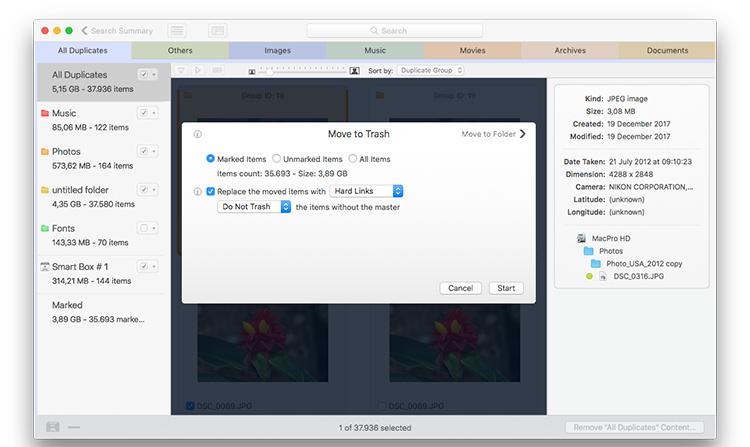 Search Summary
Search
All Duplicates Others Images Music Movies Archives Documents
All Duplicates
5,15 GB - 37.936 items
Music
85,06 MB - 122 items
Photos
573,62 MB - 164 items
untitled folder
4,35 GB - 37.580 items
Fonts
143,33 MB - 70 items
Smart Box # 1
314,21 MB - 144 items
Marked
3,89 GB - 35.693 marke...
Sort by: Duplicate Group
Group ID: 19 Group ID: 19
Move to Trash
Move to Folder
Marked Items Unmarked Items All Items
Items count: 35.693 - Size: 3,89 GB
Replace the moved items with Hard Links
Do Not Trash the items without the master
Cancel Start
DSC_0089.JPG DSC_0089.JPG
Kind: JPEG image
Size: 3,08 MB
Created: 19 December 2017
Modified: 19 December 2017
Date Taken: 21 July 2012 at 09:10:23
Dimension: 4288 x 2848
Camera: NIKON CORPORATION,...
Latitude: (unknown)
Longitude: (unknown)
MacPro HD
Photos
Photo_USA_2012 copy
DSC_0316.JPG
1 of 37.936 selected
Remove "All Duplicates" Content...